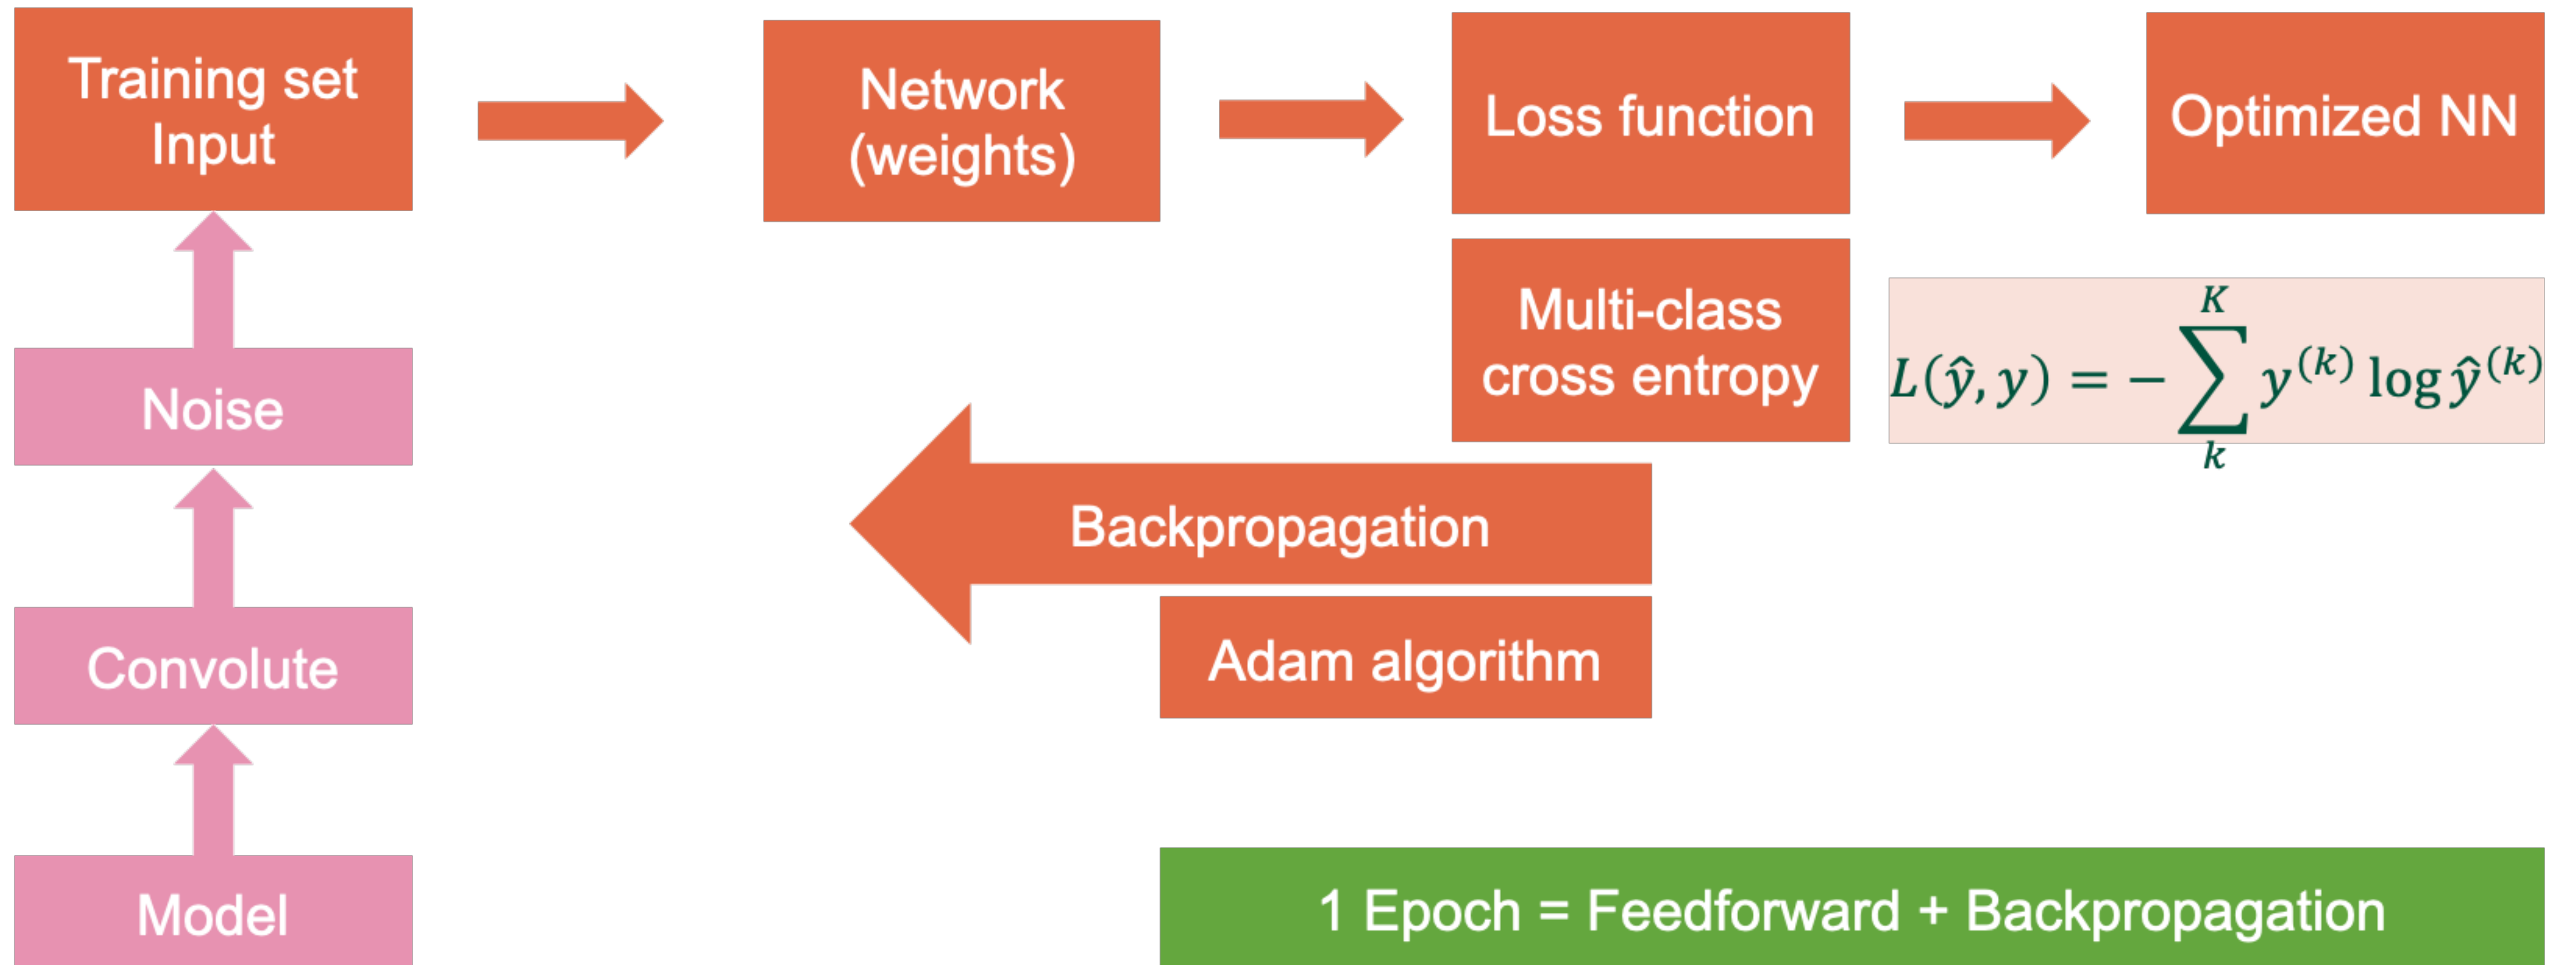 Training set
Input
Network
(weights)
Loss function
Optimized NN
Multi-class
cross entropy
L(ŷ, y) = − ∑ₖᴷ y⁽ᵏ⁾ log ŷ⁽ᵏ⁾
Noise
Backpropagation
Convolute
Adam algorithm
Model
1 Epoch = Feedforward + Backpropagation